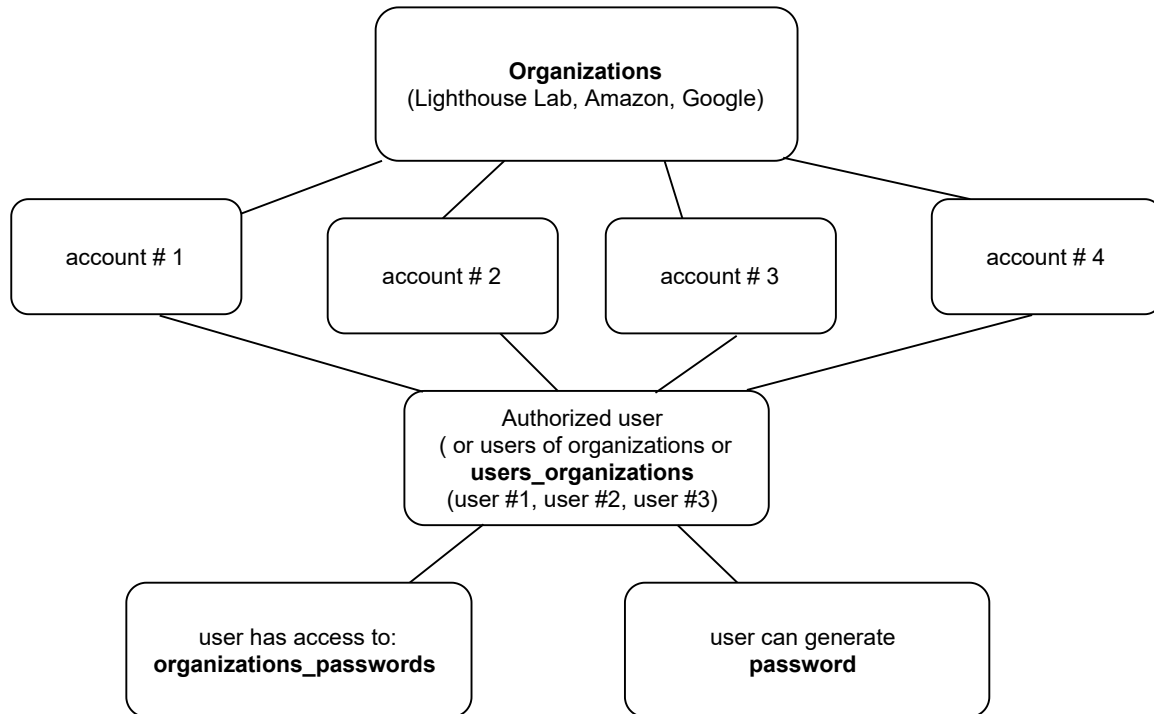 Organizations
(Lighthouse Lab, Amazon, Google)
account # 1
account # 2
account # 3
account # 4
Authorized user
( or users of organizations or
users_organizations
(user #1, user #2, user #3)
user has access to:
organizations_passwords
user can generate
password